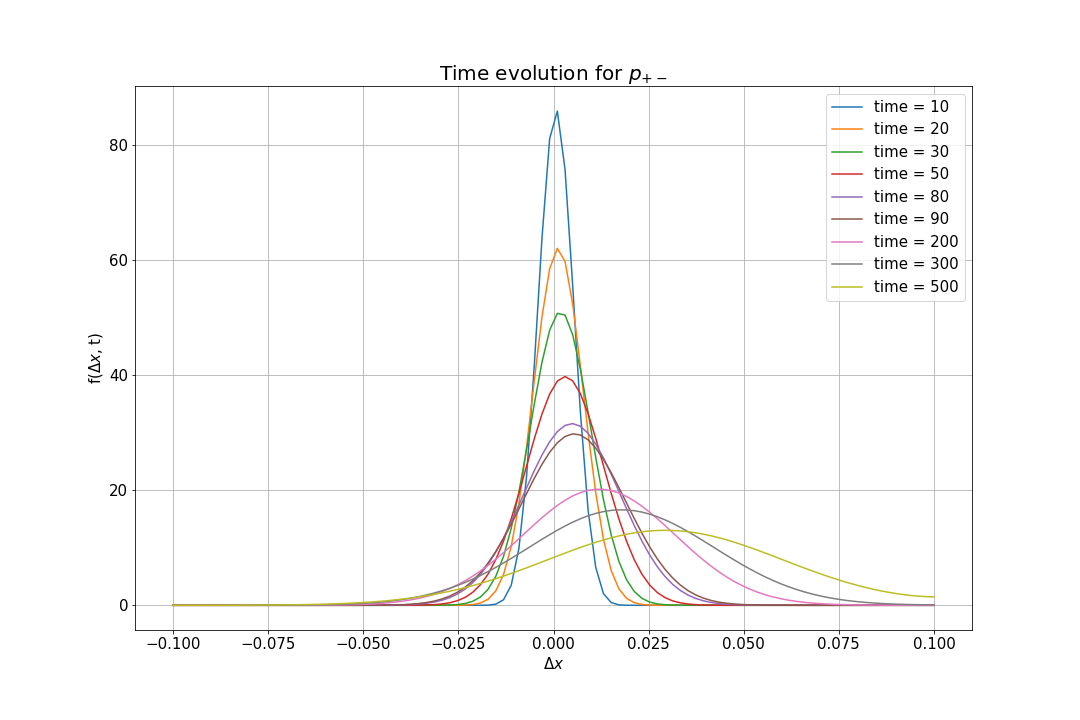 Time evolution for p₊₋
time = 10
time = 20
time = 30
time = 50
time = 80
time = 90
time = 200
time = 300
time = 500
f(Δx, t)
80
60
40
20
0
−0.100 −0.075 −0.050 −0.025 0.000 0.025 0.050 0.075 0.100
Δx